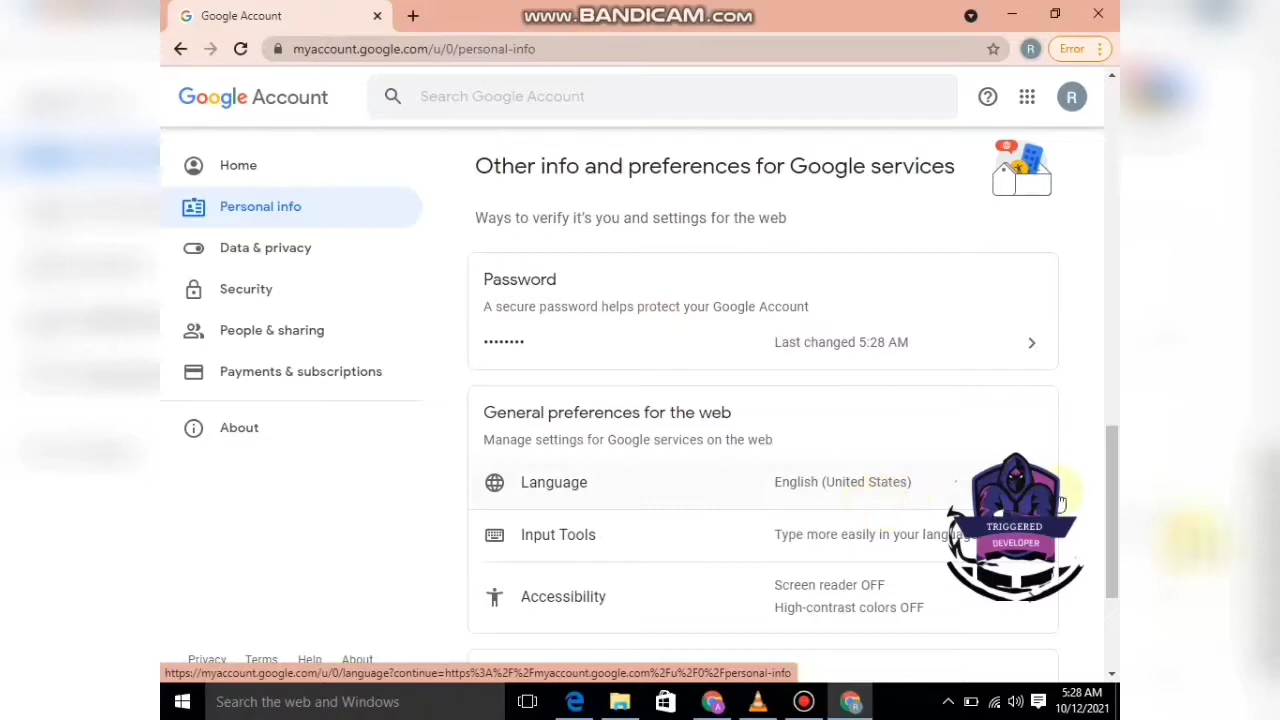 Google Account
www.BANDICAM.com
myaccount.google.com/u/0/personal-info
R
Error
Google Account
Search Google Account
R
Home
Personal info
Data & privacy
Security
People & sharing
Payments & subscriptions
About
Other info and preferences for Google services
Ways to verify it's you and settings for the web
Password
A secure password helps protect your Google Account
•••••••• Last changed 5:28 AM
General preferences for the web
Manage settings for Google services on the web
Language English (United States)
Input Tools Type more easily in your language
Accessibility Screen reader OFF
High-contrast colors OFF
TRIGGERED
DEVELOPER
Privacy Terms Help About
https://myaccount.google.com/u/0/language?continue=https%3A%2F%2Fmyaccount.google.com%2Fu%2F0%2Fpersonal-info
Search the web and Windows
5:28 AM
10/12/2021